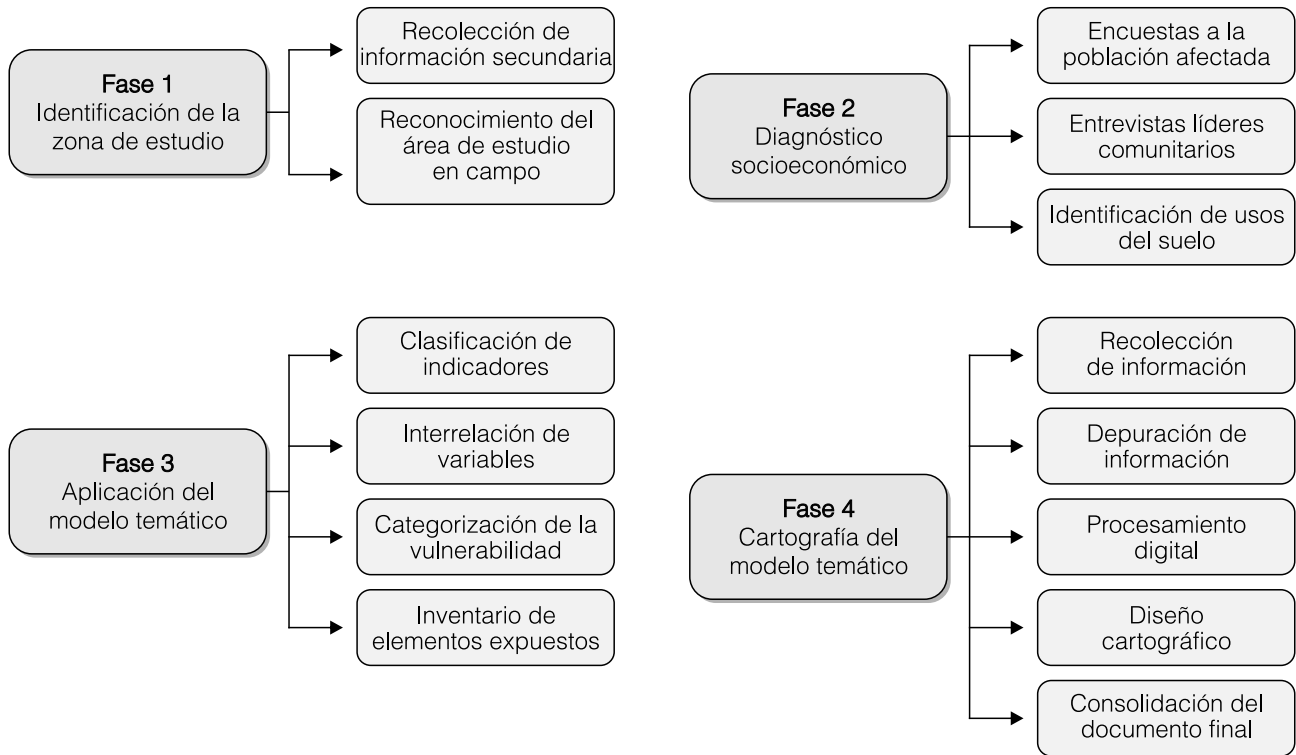 Fase 1
Identificación de la
zona de estudio
Recolección de
información secundaria
Reconocimiento del
área de estudio
en campo
Fase 2
Diagnóstico
socioeconómico
Encuestas a la
población afectada
Entrevistas líderes
comunitarios
Identificación de usos
del suelo
Fase 3
Aplicación del
modelo temático
Clasificación de
indicadores
Interrelación de
variables
Categorización de la
vulnerabilidad
Inventario de
elementos expuestos
Fase 4
Cartografía del
modelo temático
Recolección
de información
Depuración de
información
Procesamiento
digital
Diseño
cartográfico
Consolidación del
documento final